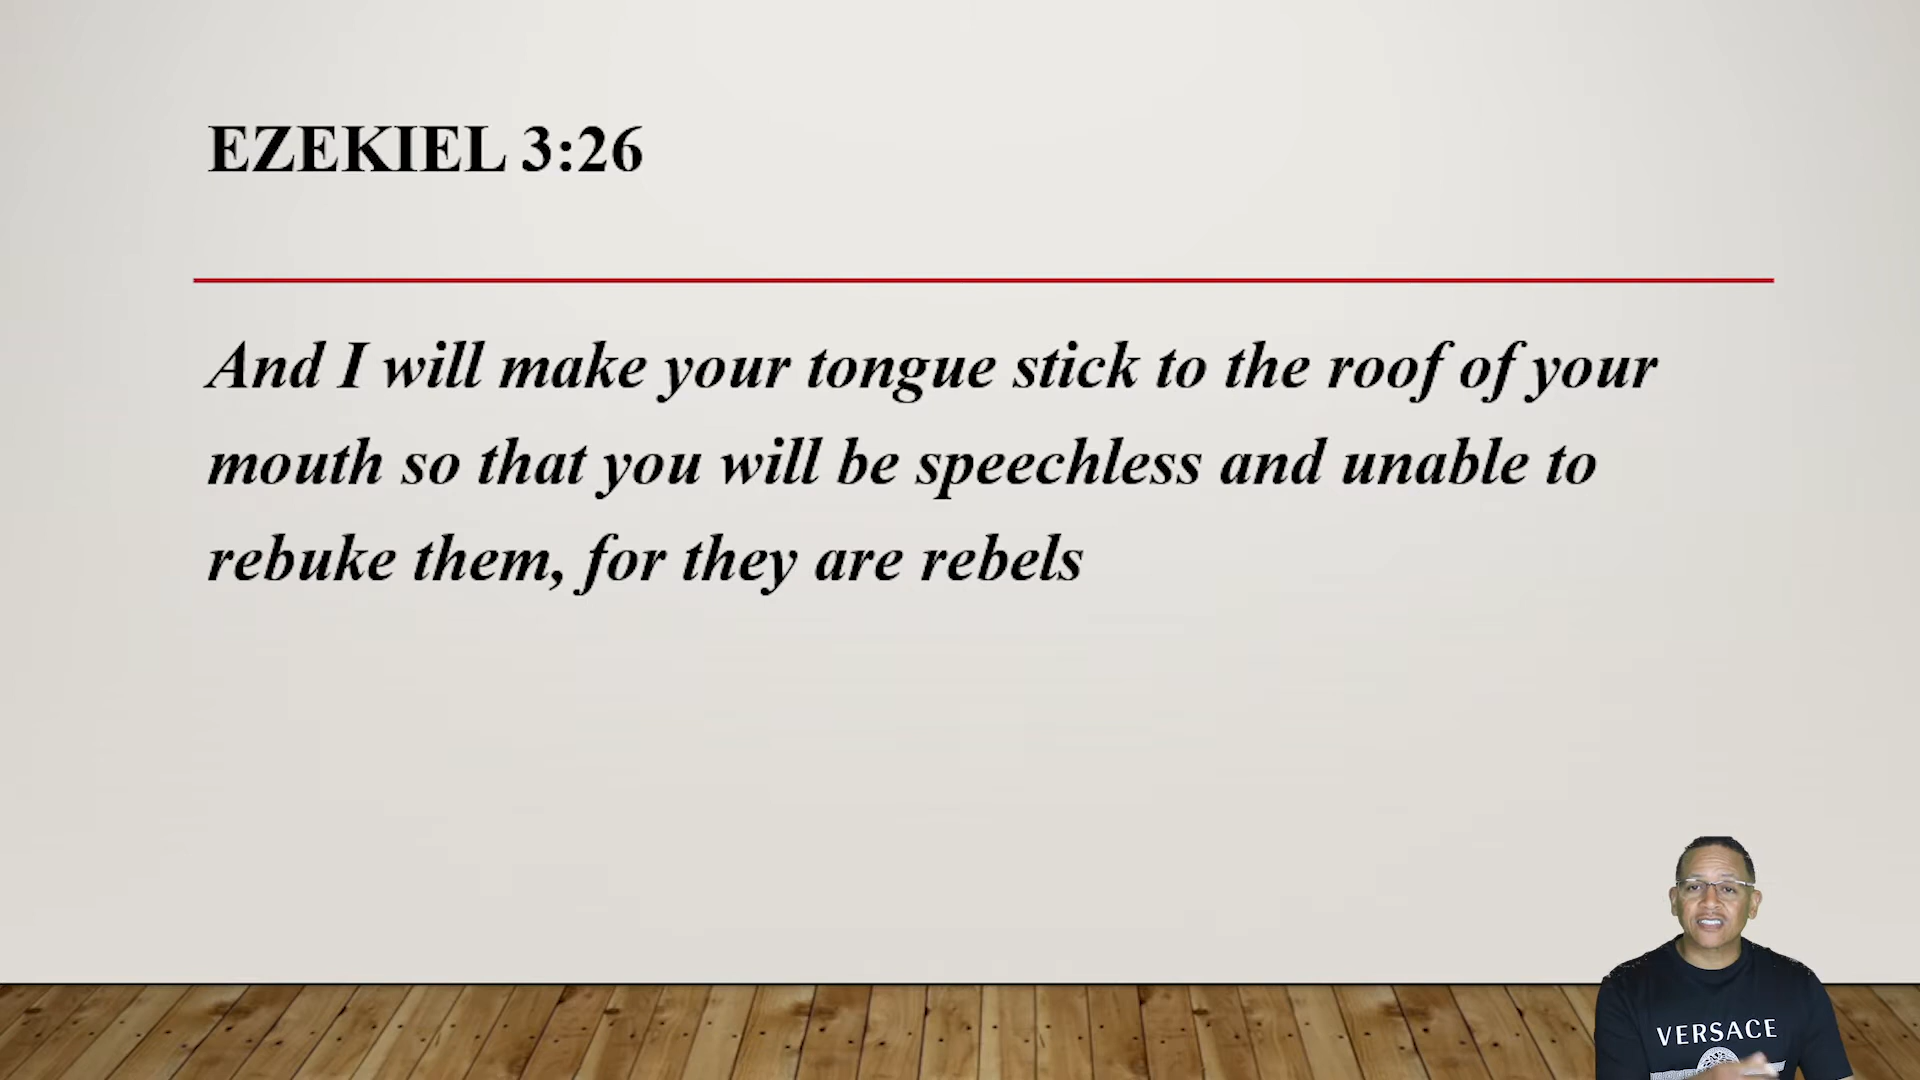 EZEKIEL 3:26
And I will make your tongue stick to the roof of your
mouth so that you will be speechless and unable to
rebuke them, for they are rebels
VERSACE